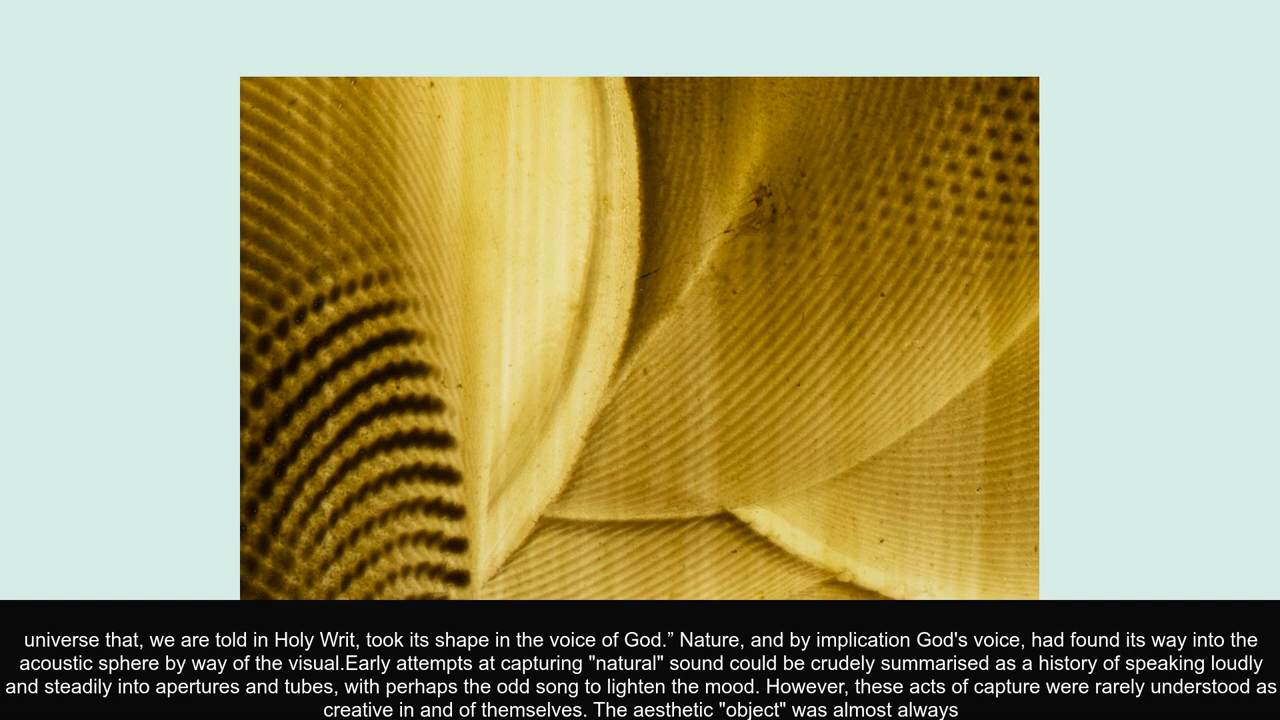 universe that, we are told in Holy Writ, took its shape in the voice of God.” Nature, and by implication God's voice, had found its way into the
acoustic sphere by way of the visual.Early attempts at capturing "natural" sound could be crudely summarised as a history of speaking loudly
and steadily into apertures and tubes, with perhaps the odd song to lighten the mood. However, these acts of capture were rarely understood as
creative in and of themselves. The aesthetic "object" was almost always